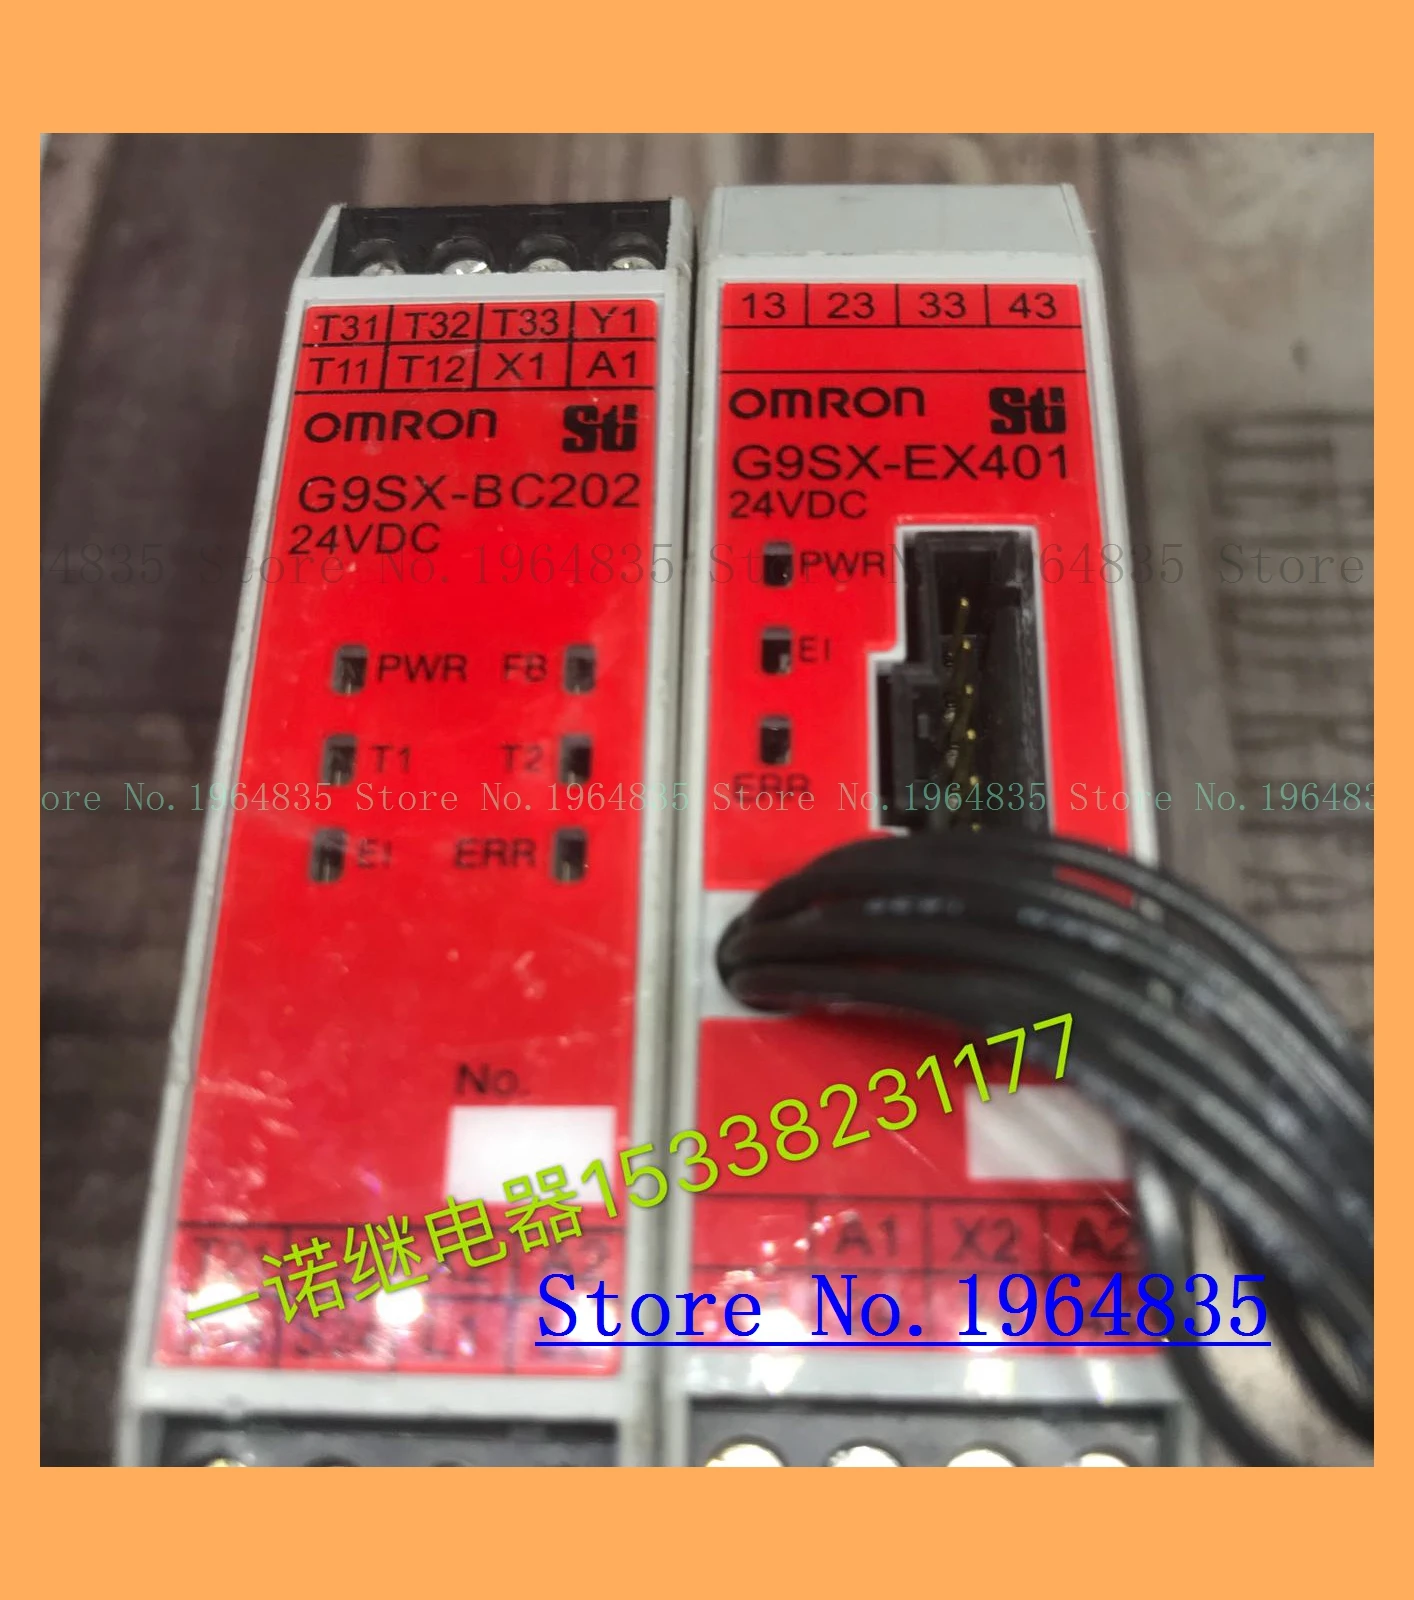 T31 T32 T33 Y1
T11 T12 X1 A1
OMRON Sti
G9SX-BC202
24VDC
PWR FB
T1 T2
EI ERR
No.
13 23 33 43
OMRON Sti
G9SX-EX401
24VDC
PWR
EI
ERR
A1 X2 A2
4835 Store No.1964835 Store No.1964835 Store
ore No.1964835 Store No.1964835 Store No.1964835 Store No.196483
一诺继电器15338231177
Store No.1964835